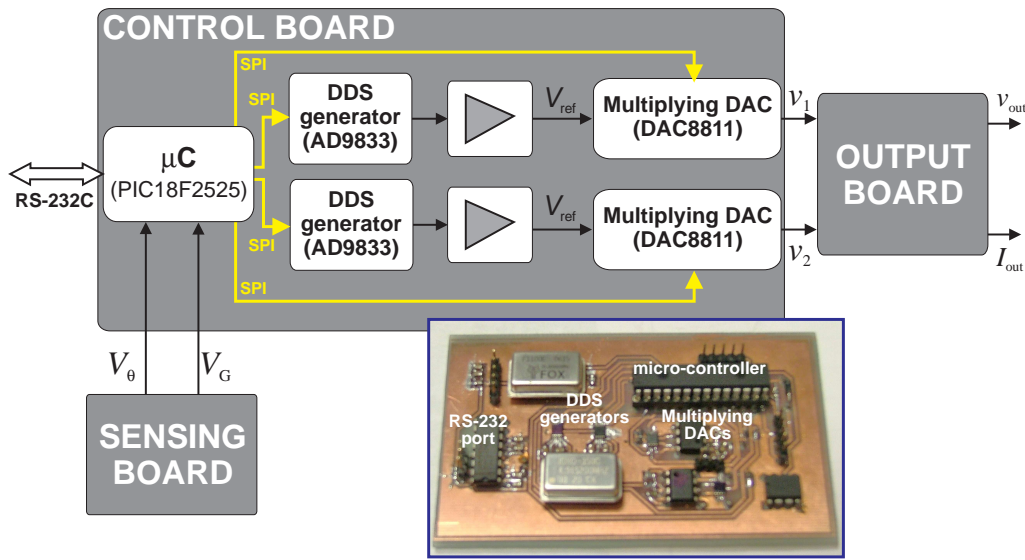 CONTROL BOARD
SPI
SPI
DDS
generator
(AD9833)
Vref
Multiplying DAC
(DAC8811)
v1
vout
μC
(PIC18F2525)
RS-232C
OUTPUT
BOARD
SPI
DDS
generator
(AD9833)
Vref
Multiplying DAC
(DAC8811)
v2
Iout
SPI
Vθ
VG
SENSING
BOARD
micro-controller
FOX
DDS
generators
RS-232
port
Multiplying
DACs